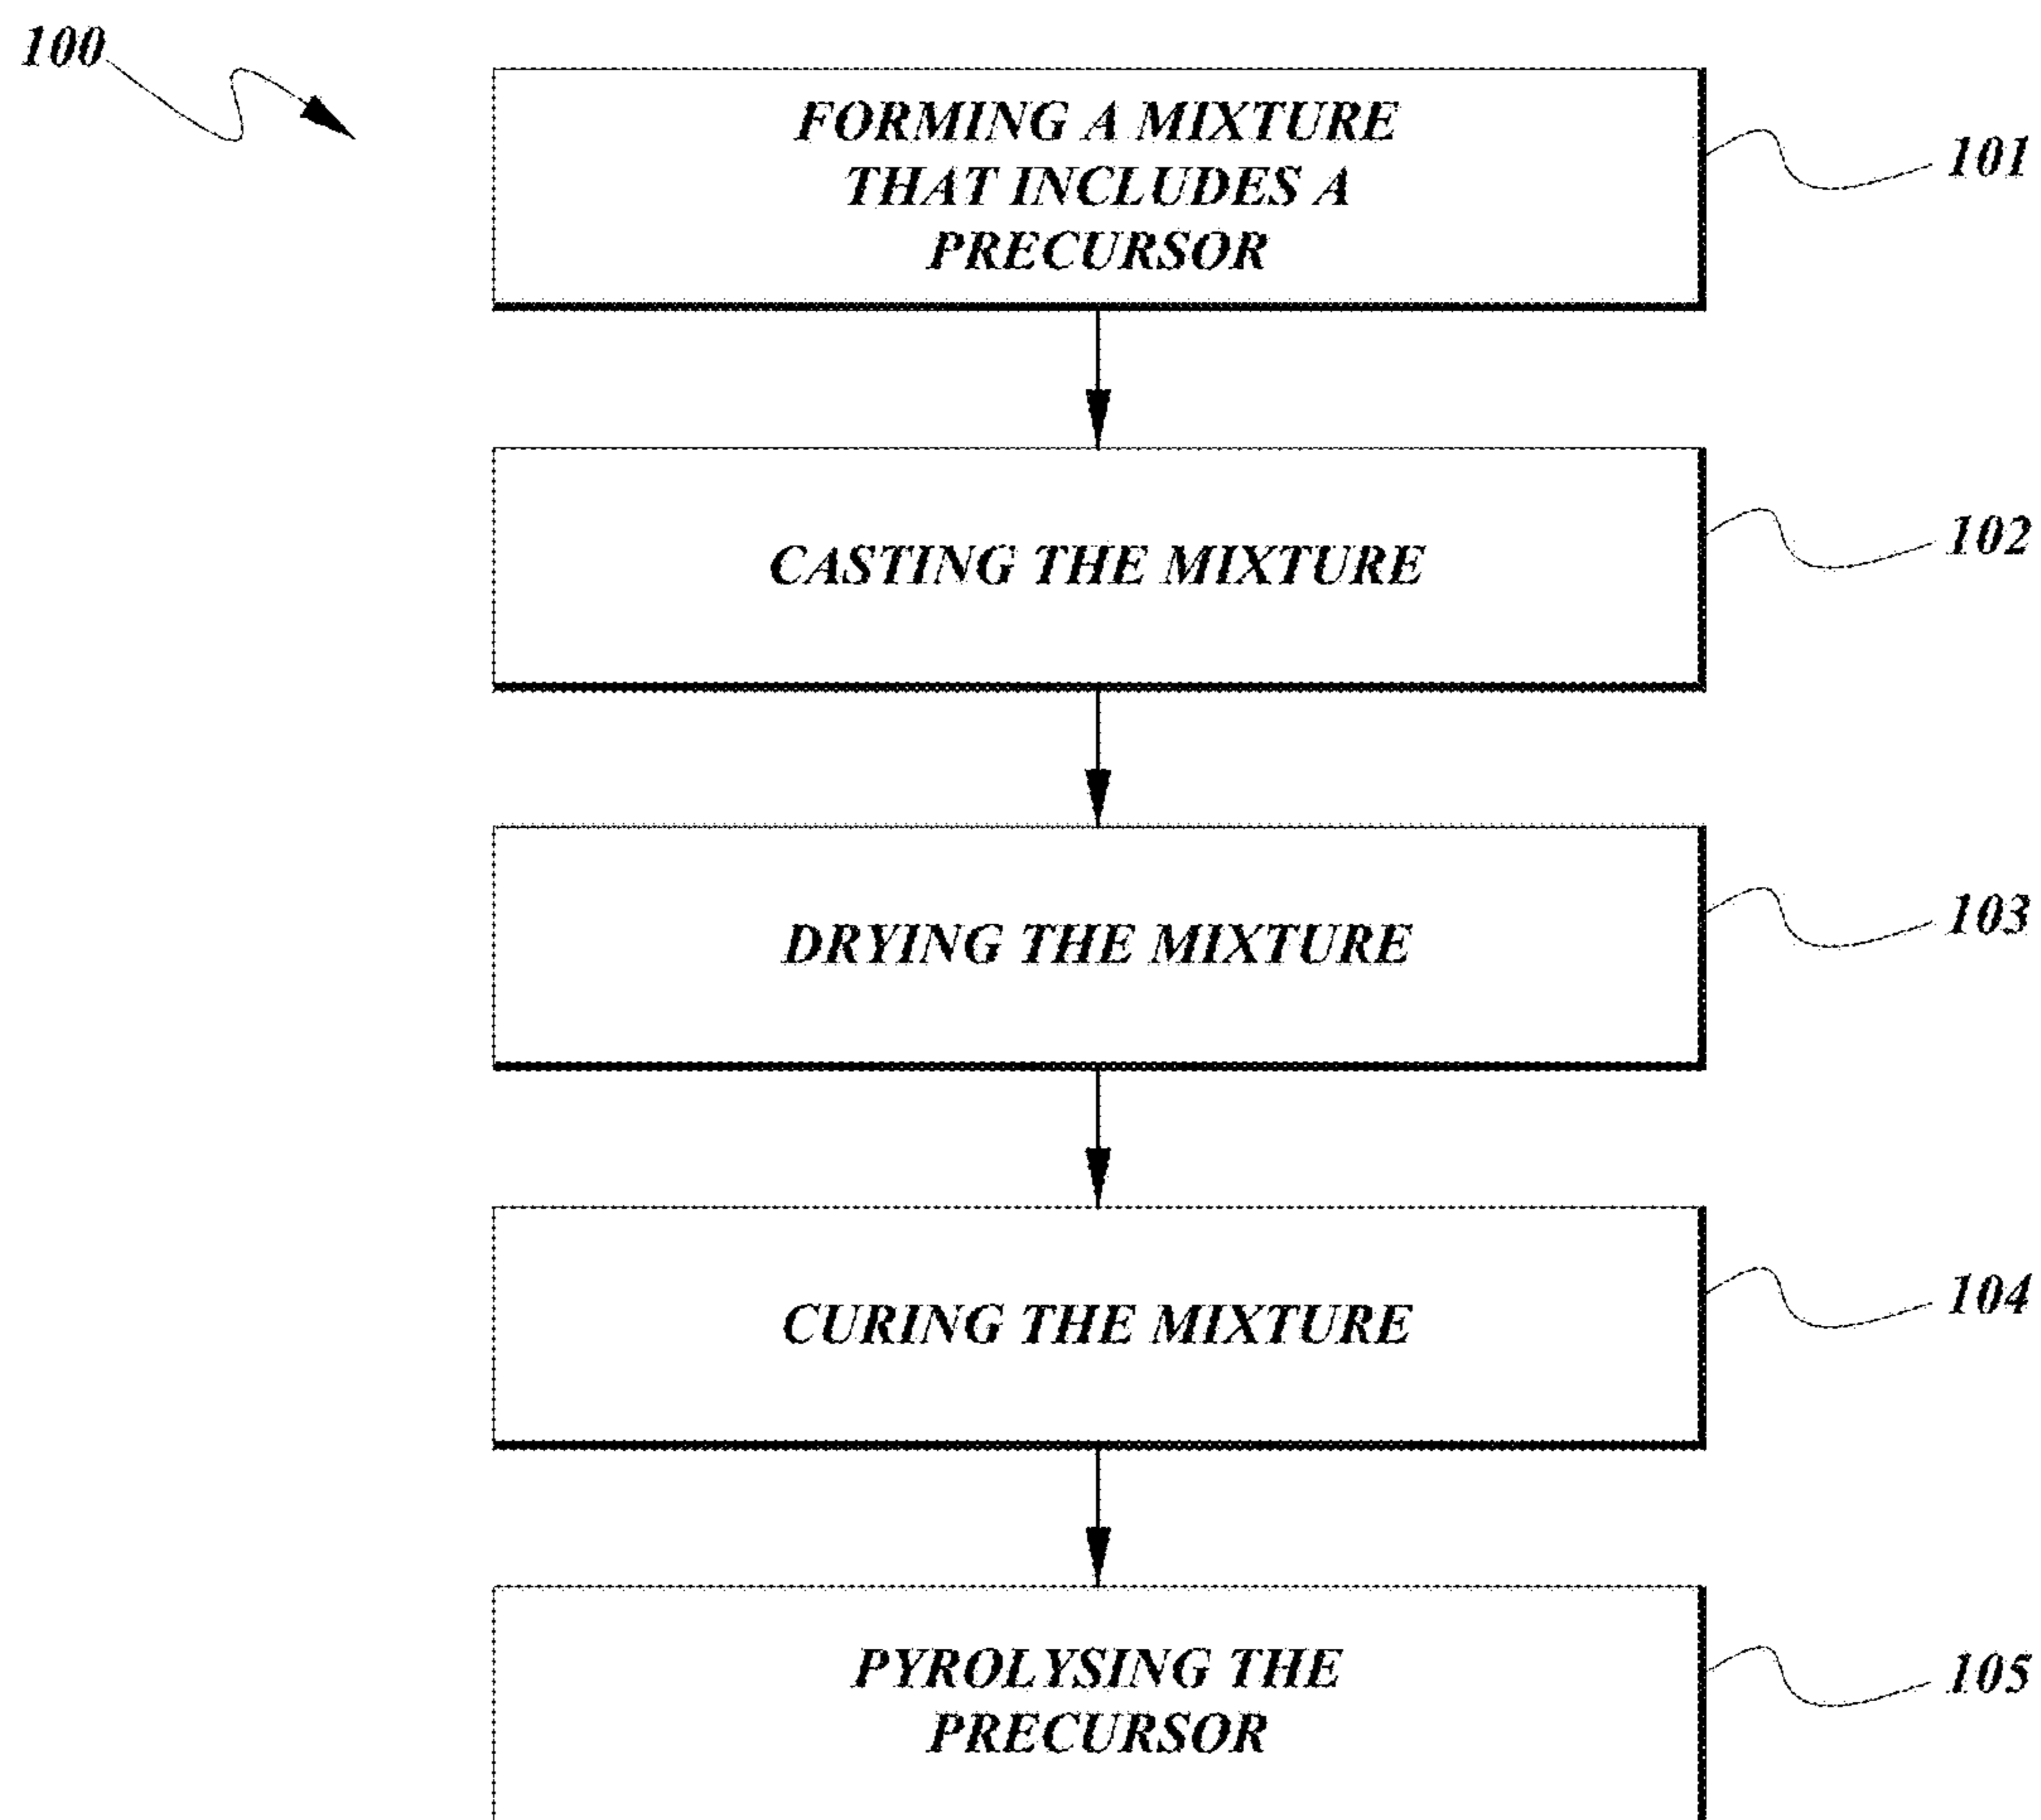 100
FORMING A MIXTURE
THAT INCLUDES A
PRECURSOR
101
CASTING THE MIXTURE
102
DRYING THE MIXTURE
103
CURING THE MIXTURE
104
PYROLYSING THE
PRECURSOR
105